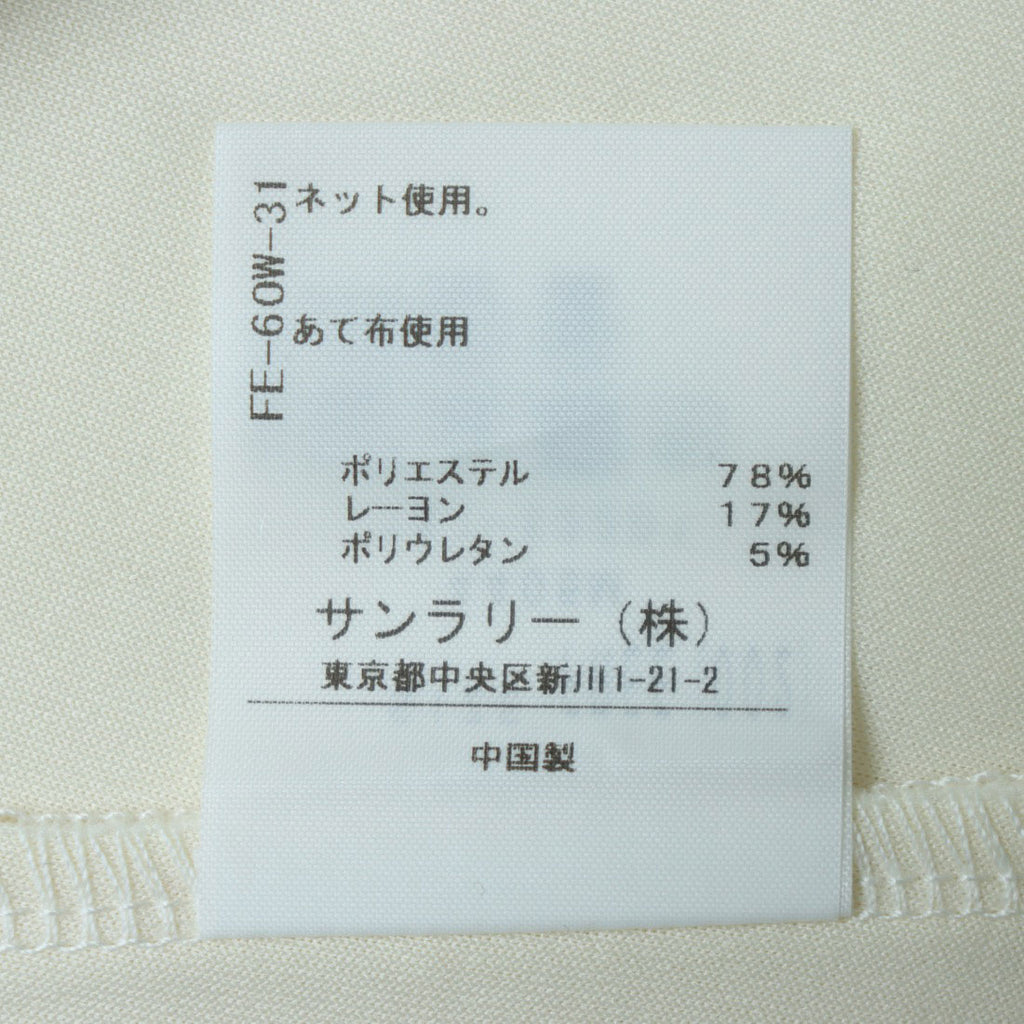 FE-60W-31
ネット使用。
あて布使用
ポリエステル 78%
レーヨン 17%
ポリウレタン 5%
サンラリー（株）
東京都中央区新川1-21-2
中国製